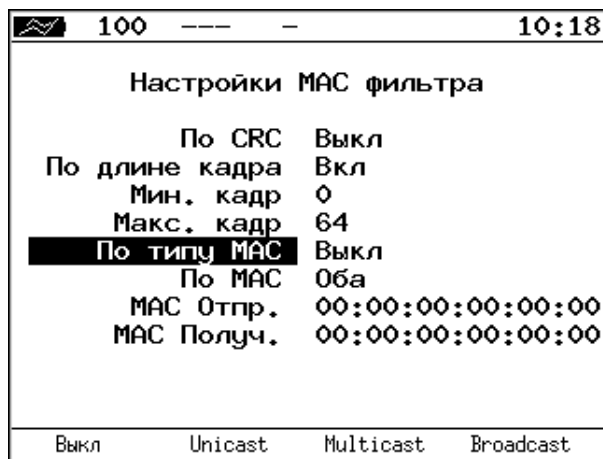 100 --- - 10:18
Настройки MAC фильтра
По CRC Выкл
По длине кадра Вкл
Мин. кадр 0
Макс. кадр 64
По типу MAC Выкл
По MAC Оба
MAC Отпр. 00:00:00:00:00:00
MAC Получ. 00:00:00:00:00:00
Выкл Unicast Multicast Broadcast